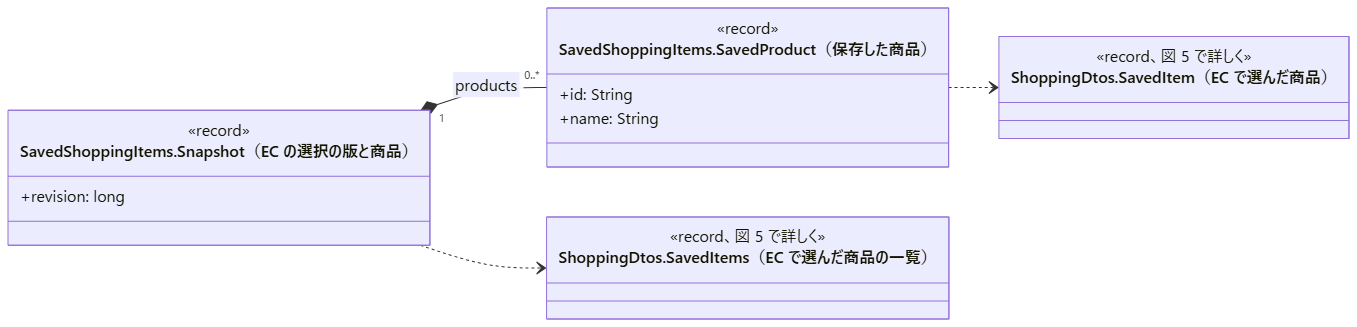 «record»
SavedShoppingItems.Snapshot（EC の選択の版と商品）
+revision: long
products
1
0..*
«record»
SavedShoppingItems.SavedProduct（保存した商品）
+id: String
+name: String
«record、図 5 で詳しく»
ShoppingDtos.SavedItem（EC で選んだ商品）
«record、図 5 で詳しく»
ShoppingDtos.SavedItems（EC で選んだ商品の一覧）